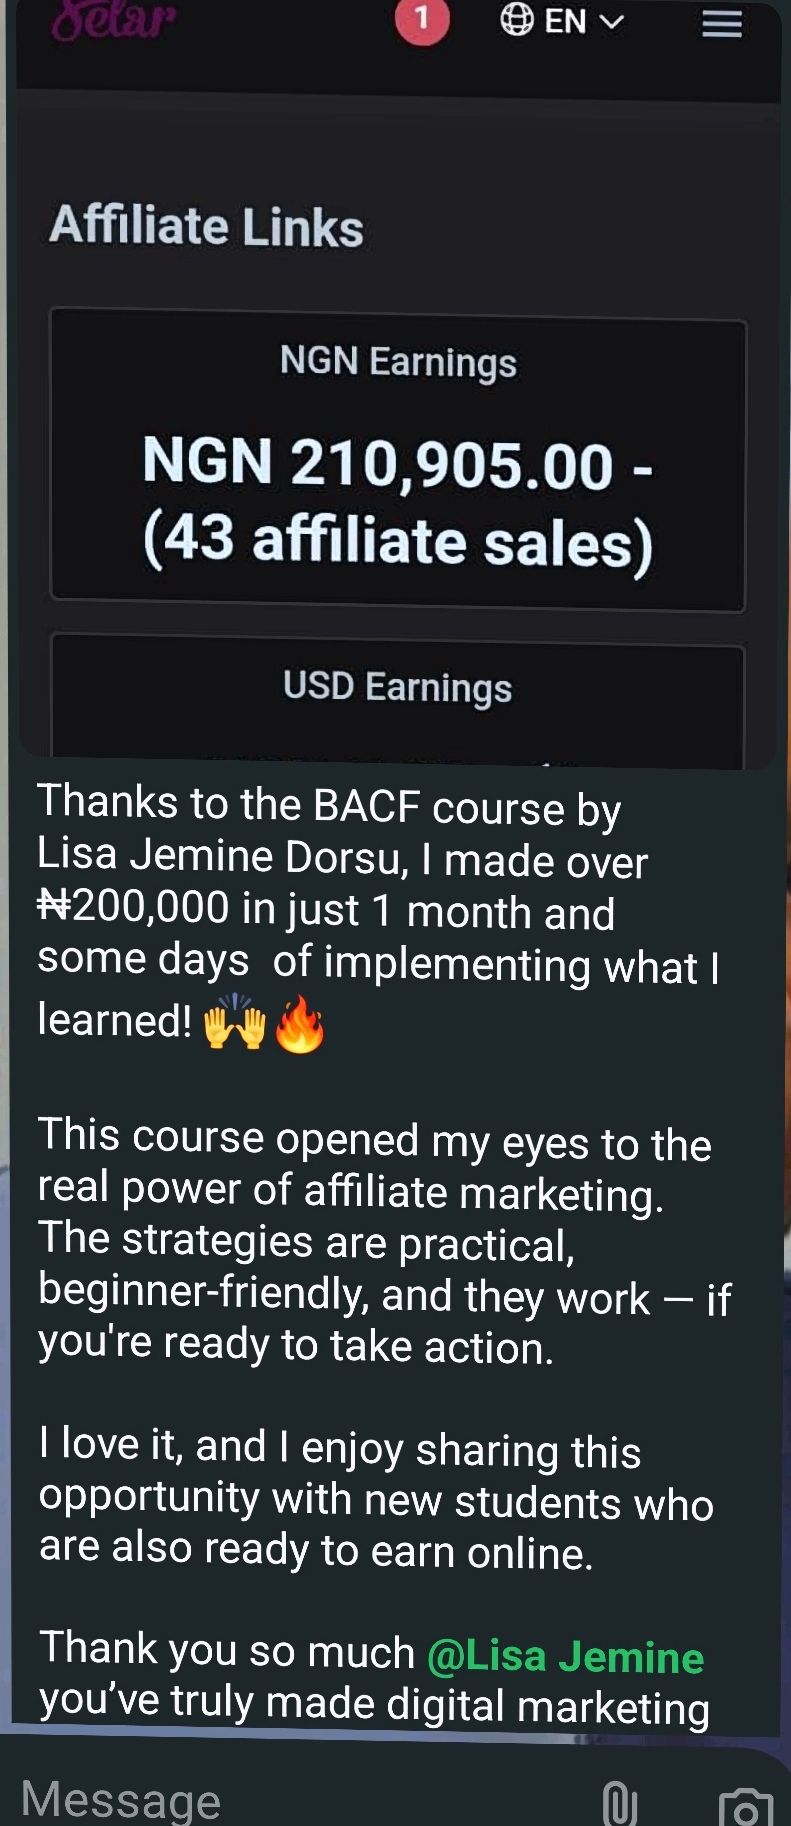 Selar
1
EN
Affiliate Links
NGN Earnings
NGN 210,905.00 -
(43 affiliate sales)
USD Earnings
Thanks to the BACF course by
Lisa Jemine Dorsu, I made over
₦200,000 in just 1 month and
some days  of implementing what I
learned! 🙌🔥
This course opened my eyes to the
real power of affiliate marketing.
The strategies are practical,
beginner-friendly, and they work — if
you're ready to take action.
I love it, and I enjoy sharing this
opportunity with new students who
are also ready to earn online.
Thank you so much @Lisa Jemine
you've truly made digital marketing
Message